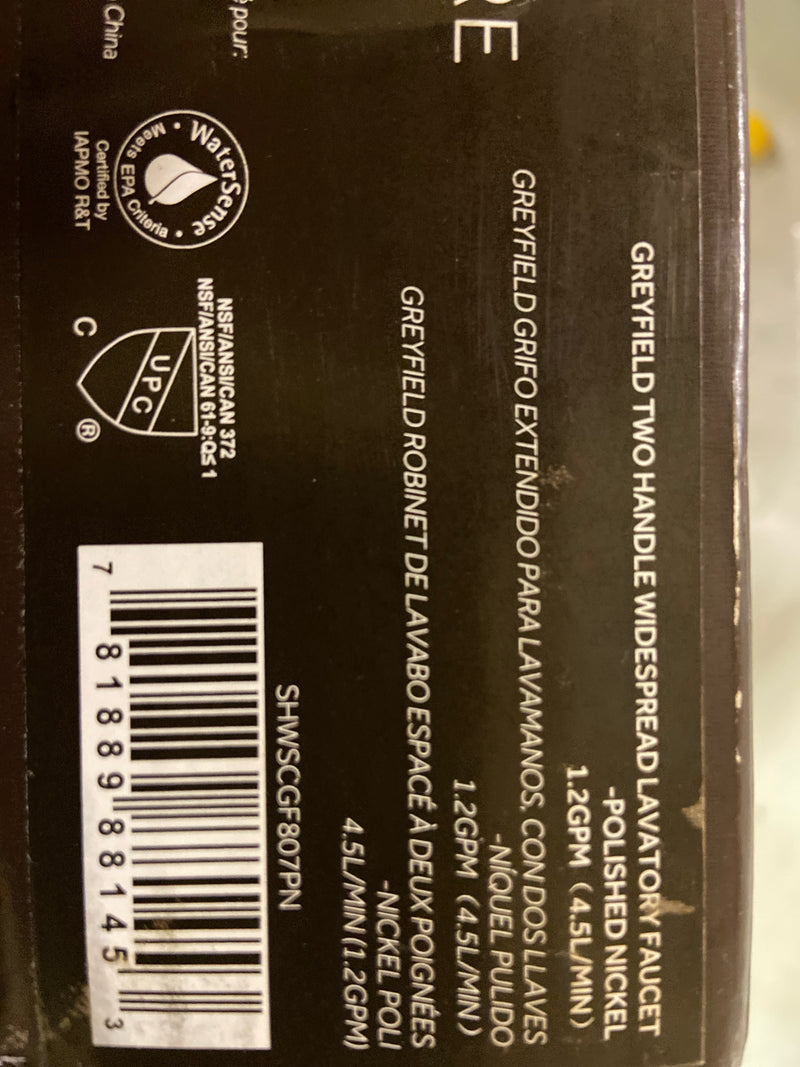 RE
GREYFIELD TWO HANDLE WIDESPREAD LAVATORY FAUCET
-POLISHED NICKEL
1.2GPM (4.5L/MIN)
GREYFIELD GRIFO EXTENDIDO PARA LAVAMANOS, CON DOS LLAVES
-NÍQUEL PULIDO
1.2GPM (4.5L/MIN)
GREYFIELD ROBINET DE LAVABO ESPACÉ À DEUX POIGNÉES
-NICKEL POLI
4.5L/MIN (1.2GPM)
pour:
China
WaterSense
Meets EPA Criteria
Certified by
IAPMO R&T
NSF/ANSI/CAN 372
NSF/ANSI/CAN 61-9:Q≤1
UPC
C ®
SHWSCGF807PN
7 81889 88145 3